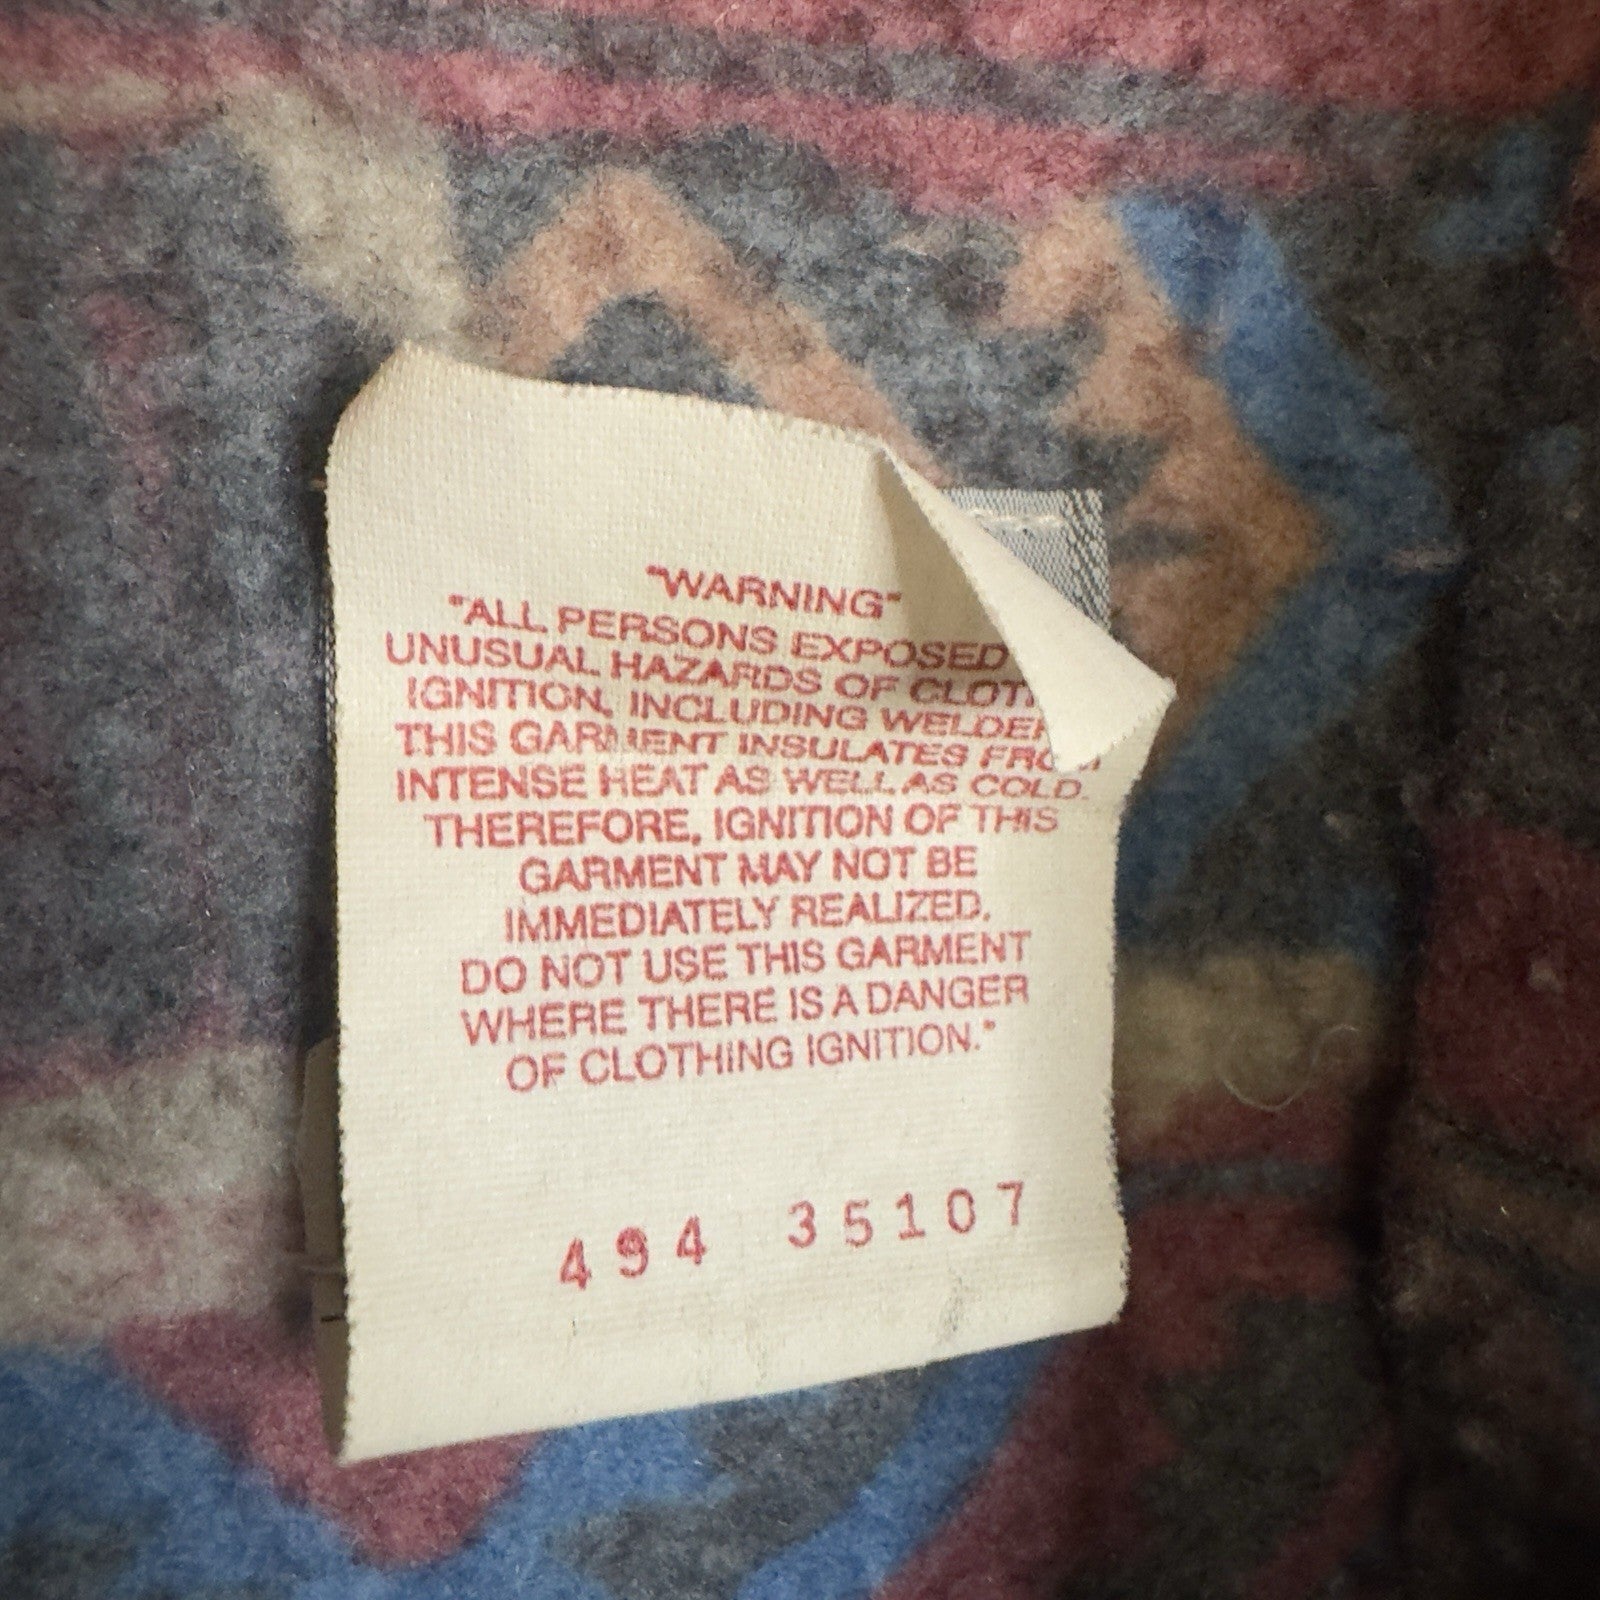 "WARNING"
"ALL PERSONS EXPOSED
UNUSUAL HAZARDS OF
IGNITION, INCLUDING
THIS GARMENT INSULATES FROM
INTENSE HEAT AS WELL AS COLD.
THEREFORE, IGNITION OF THIS
GARMENT MAY NOT BE
IMMEDIATELY REALIZED.
DO NOT USE THIS GARMENT
WHERE THERE IS A DANGER
OF CLOTHING IGNITION."
494 35107